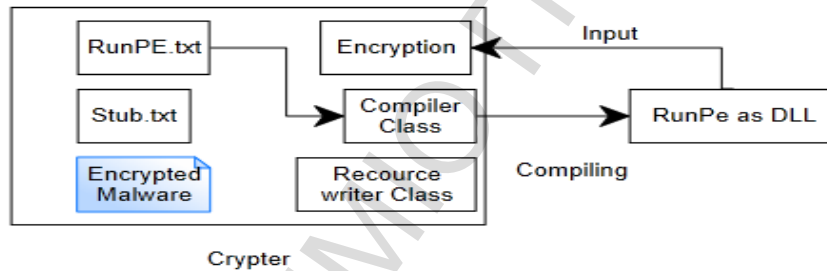 RunPE.txt
Encryption
Input
Stub.txt
Compiler
Class
RunPe as DLL
Encrypted
Malware
Recource
writer Class
Compiling
Crypter